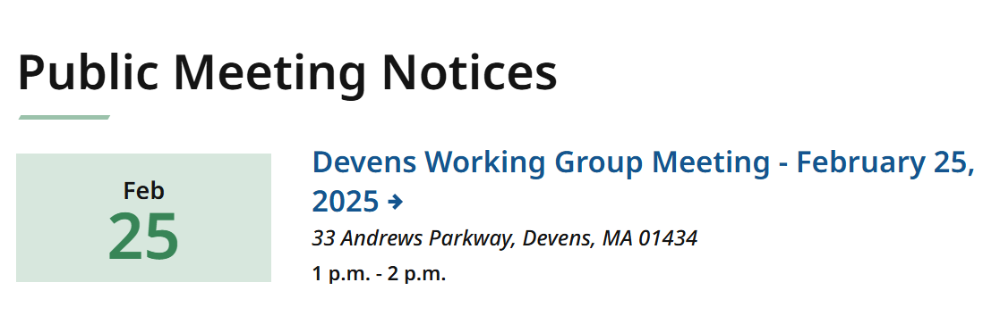 Public Meeting Notices
Feb
25
Devens Working Group Meeting - February 25,
2025 →
33 Andrews Parkway, Devens, MA 01434
1 p.m. - 2 p.m.